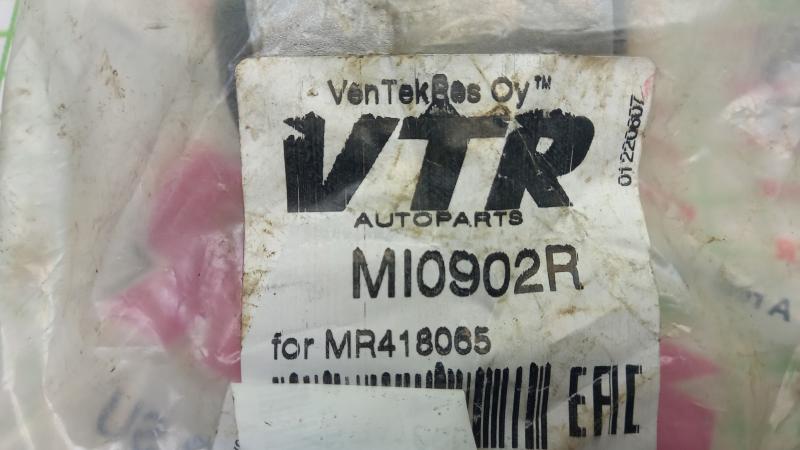 VenTekRes Oy™
VTR
AUTOPARTS
01220607
MI0902R
for MR418065
EAC